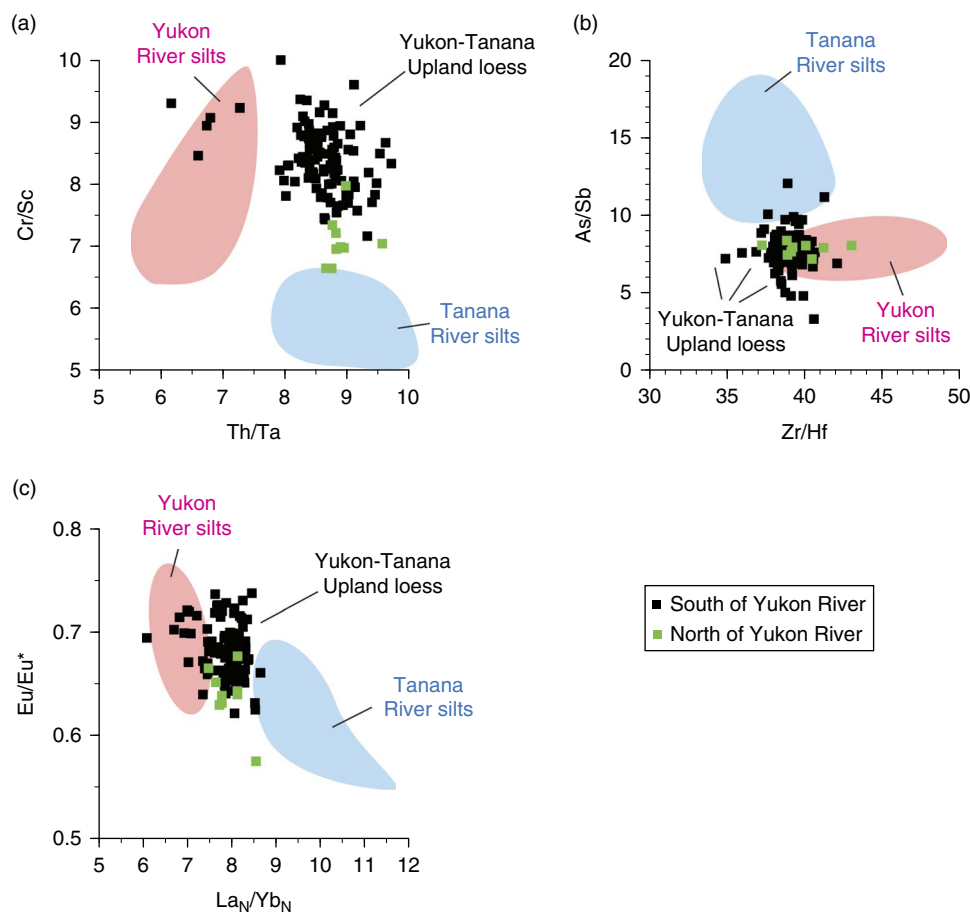 (a)
Yukon
River silts
Yukon-Tanana
Upland loess
10
9
8
7
6
5
Cr/Sc
Tanana
River silts
5
6
7
8
9
10
Th/Ta
(b)
Tanana
River silts
20
15
10
5
0
As/Sb
Yukon-Tanana
Upland loess
Yukon
River silts
30
35
40
45
50
Zr/Hf
(c)
Yukon
River silts
Yukon-Tanana
Upland loess
0.8
0.7
0.6
0.5
Eu/Eu*
Tanana
River silts
5
6
7
8
9
10
11
12
LaN/YbN
South of Yukon River
North of Yukon River